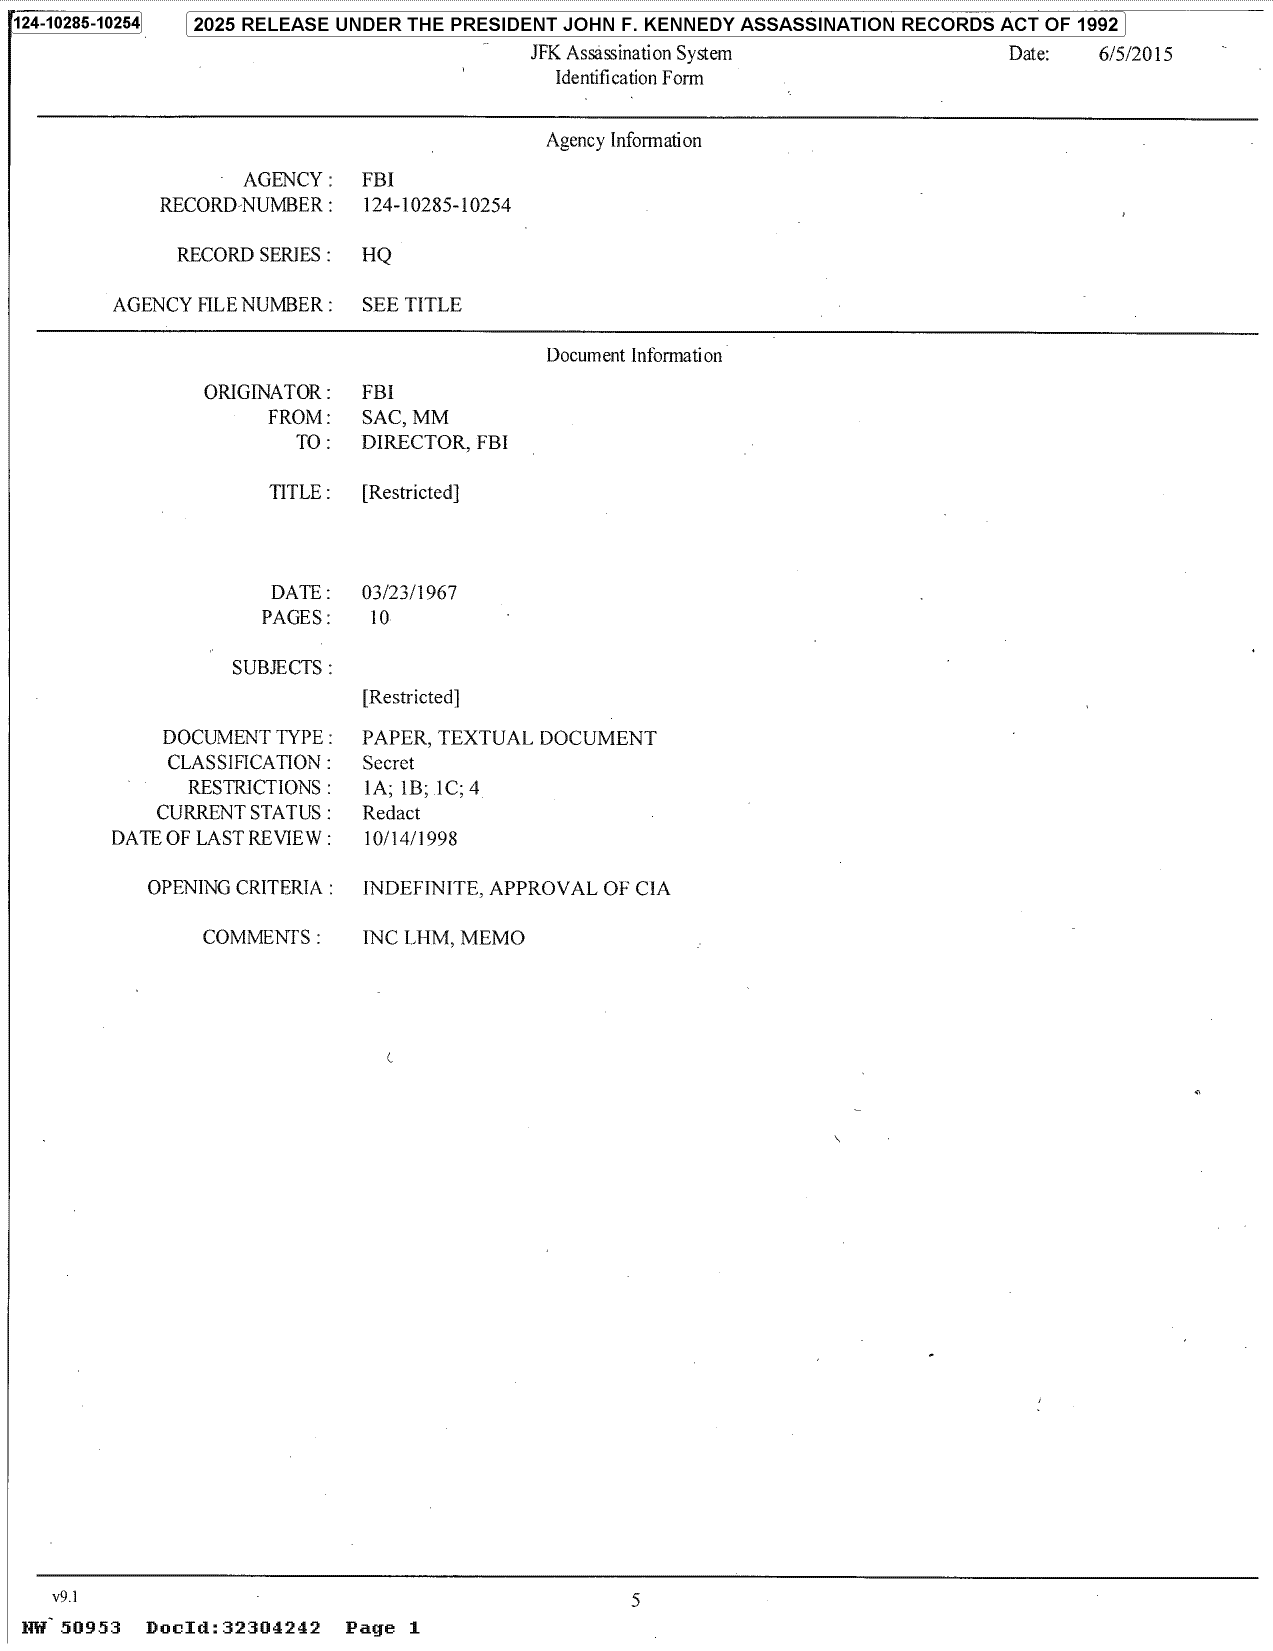 124-10285-10254 2025 RELEASE UNDER THE PRESIDENT JOHN F. KENNEDY ASSASSINATION RECORDS ACT OF 1992
JFK Assassination System Date: 6/5/2015
Identification Form
Agency Information
AGENCY : FBI
RECORD NUMBER : 124-10285-10254
RECORD SERIES : HQ
AGENCY FILE NUMBER : SEE TITLE
Document Information
ORIGINATOR : FBI
FROM : SAC, MM
TO : DIRECTOR, FBI
TITLE : [Restricted]
DATE : 03/23/1967
PAGES : 10
SUBJECTS :
[Restricted]
DOCUMENT TYPE : PAPER, TEXTUAL DOCUMENT
CLASSIFICATION : Secret
RESTRICTIONS : 1A; 1B; 1C; 4
CURRENT STATUS : Redact
DATE OF LAST REVIEW : 10/14/1998
OPENING CRITERIA : INDEFINITE, APPROVAL OF CIA
COMMENTS : INC LHM, MEMO
v9.1 5
NW 50953 DocId:32304242 Page 1